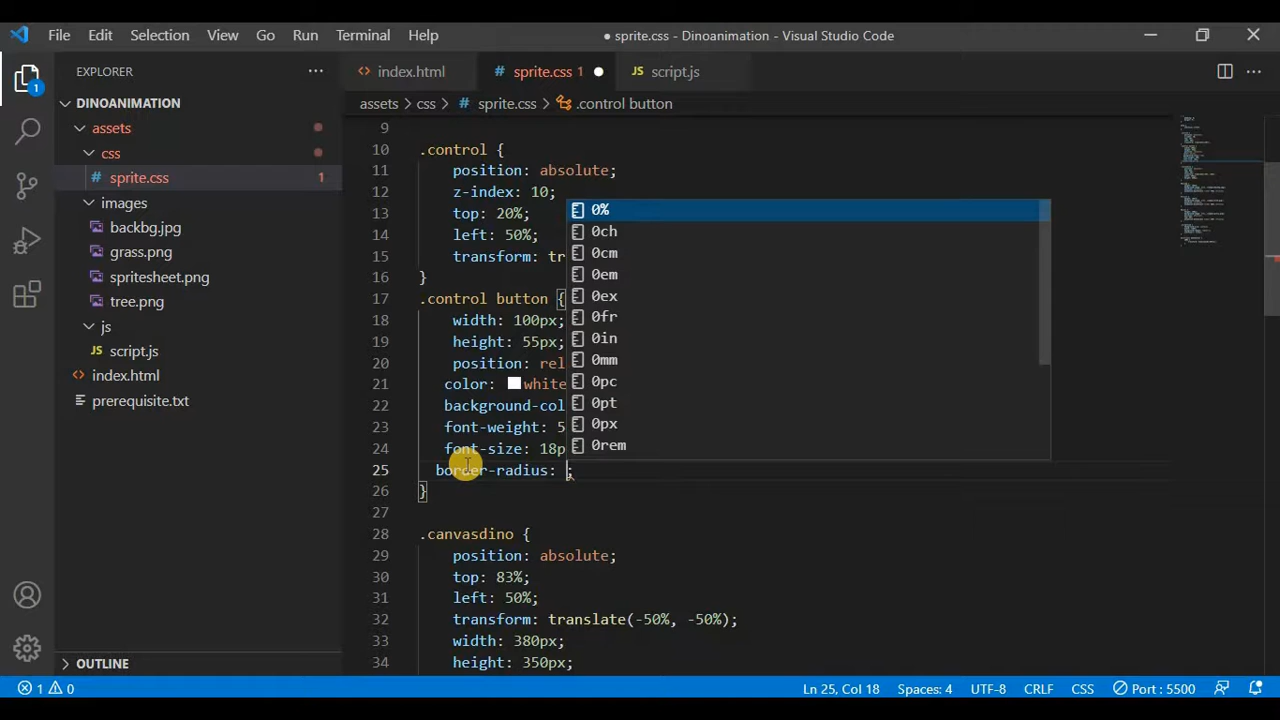 File Edit Selection View Go Run Terminal Help ● sprite.css - Dinoanimation - Visual Studio Code
EXPLORER
index.html sprite.css 1 JS script.js
DINOANIMATION
assets > css > # sprite.css > .control button
assets
css
# sprite.css 1
images
backbg.jpg
grass.png
spritesheet.png
tree.png
js
JS script.js
<> index.html
prerequisite.txt
OUTLINE
1
9
10 .control {
11 position: absolute;
12 z-index: 10;
13 top: 20%;
14 left: 50%;
15 transform: tr
16 }
17 .control button {
18 width: 100px;
19 height: 55px;
20 position: rel
21 color: white
22 background-col
23 font-weight: 5
24 font-size: 18p
25 border-radius: ;
26 }
27
28 .canvasdino {
29 position: absolute;
30 top: 83%;
31 left: 50%;
32 transform: translate(-50%, -50%);
33 width: 380px;
34 height: 350px;
0%
0ch
0cm
0em
0ex
0fr
0in
0mm
0pc
0pt
0px
0rem
1 0 Ln 25, Col 18 Spaces: 4 UTF-8 CRLF CSS Port : 5500